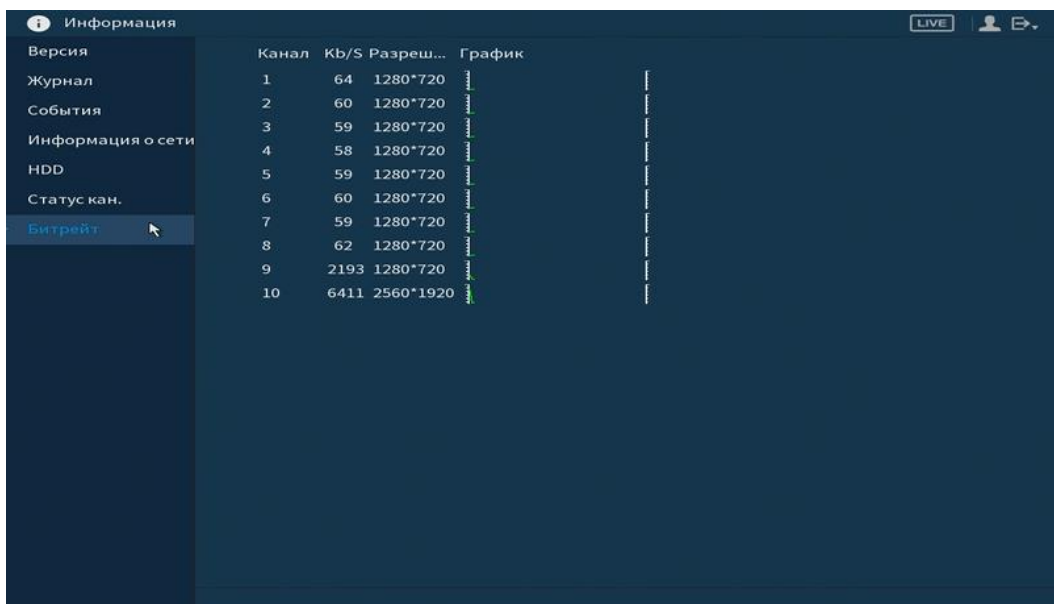 Информация
LIVE
Версия
Журнал
События
Информация о сети
HDD
Статус кан.
Битрейт
Канал Kb/S Разреш... График
1 64 1280*720
2 60 1280*720
3 59 1280*720
4 58 1280*720
5 59 1280*720
6 60 1280*720
7 59 1280*720
8 62 1280*720
9 2193 1280*720
10 6411 2560*1920